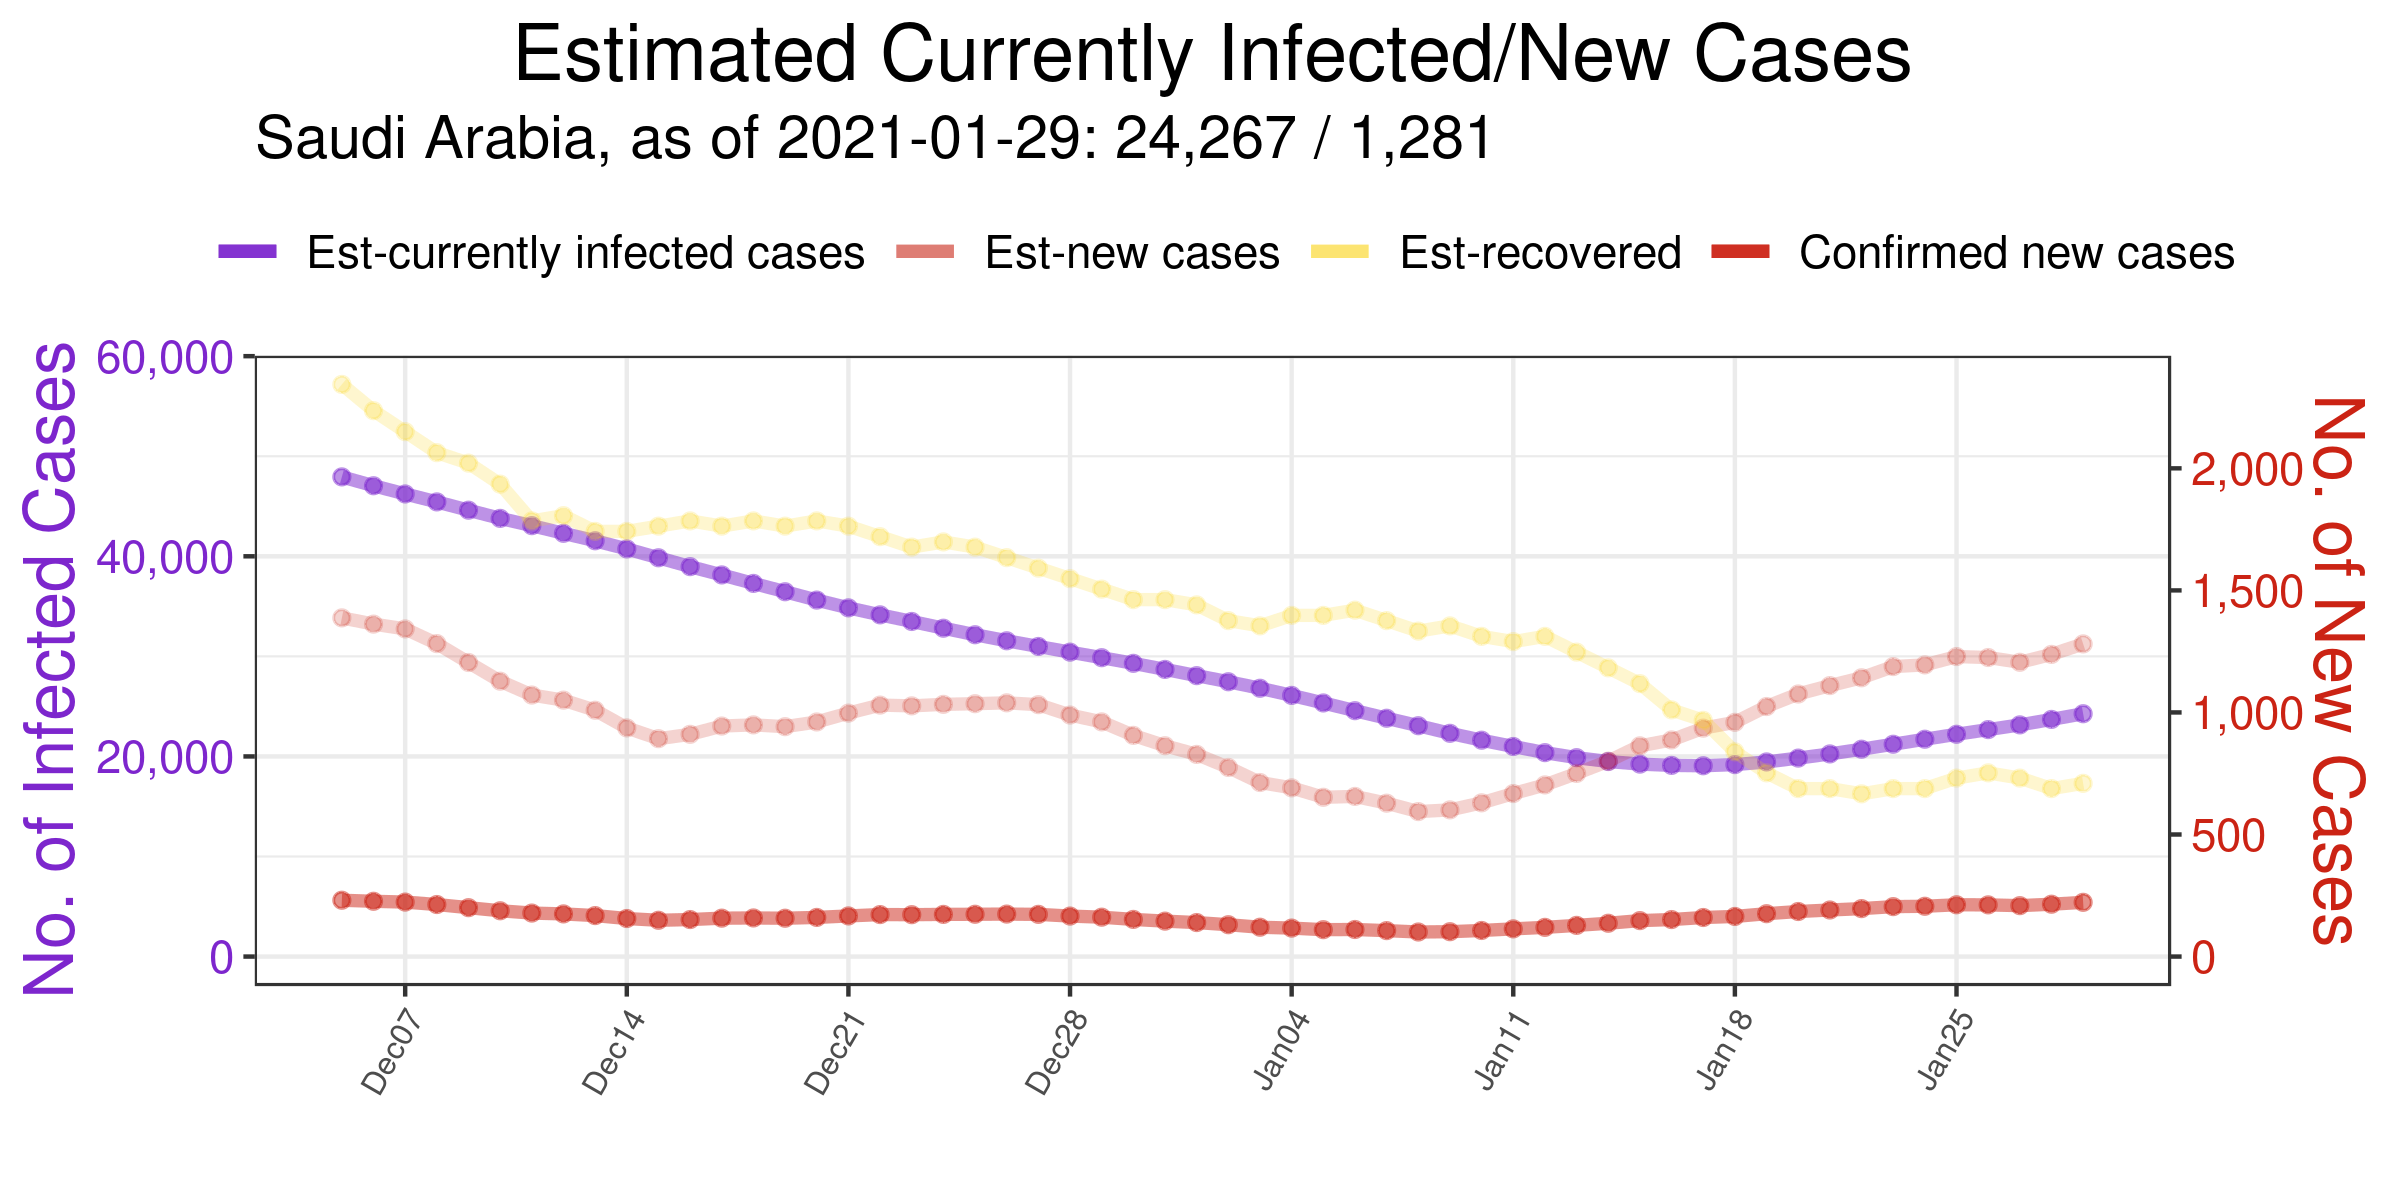 Estimated Currently Infected/New Cases
Saudi Arabia, as of 2021-01-29: 24,267 / 1,281
Est-currently infected cases Est-new cases Est-recovered Confirmed new cases
No. of Infected Cases
60,000
40,000
20,000
0
2,000
1,500
1,000
500
0
No. of New Cases
Dec07 Dec14 Dec21 Dec28 Jan04 Jan11 Jan18 Jan25